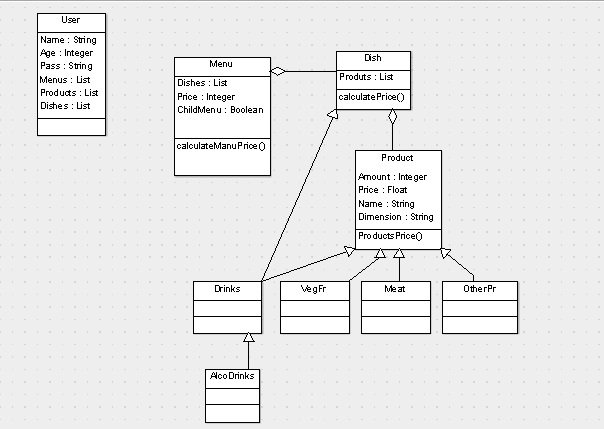 User
Name : String
Age : Integer
Pass : String
Menus : List
Products : List
Dishes : List
Menu
Dishes : List
Price : Integer
ChildMenu : Boolean
calculateManuPrice()
Dish
Produts : List
calculatePrice()
Product
Amount : Integer
Price : Float
Name : String
Dimension : String
ProductsPrice()
Drinks
VegFr
Meat
OtherPr
AlcoDrinks